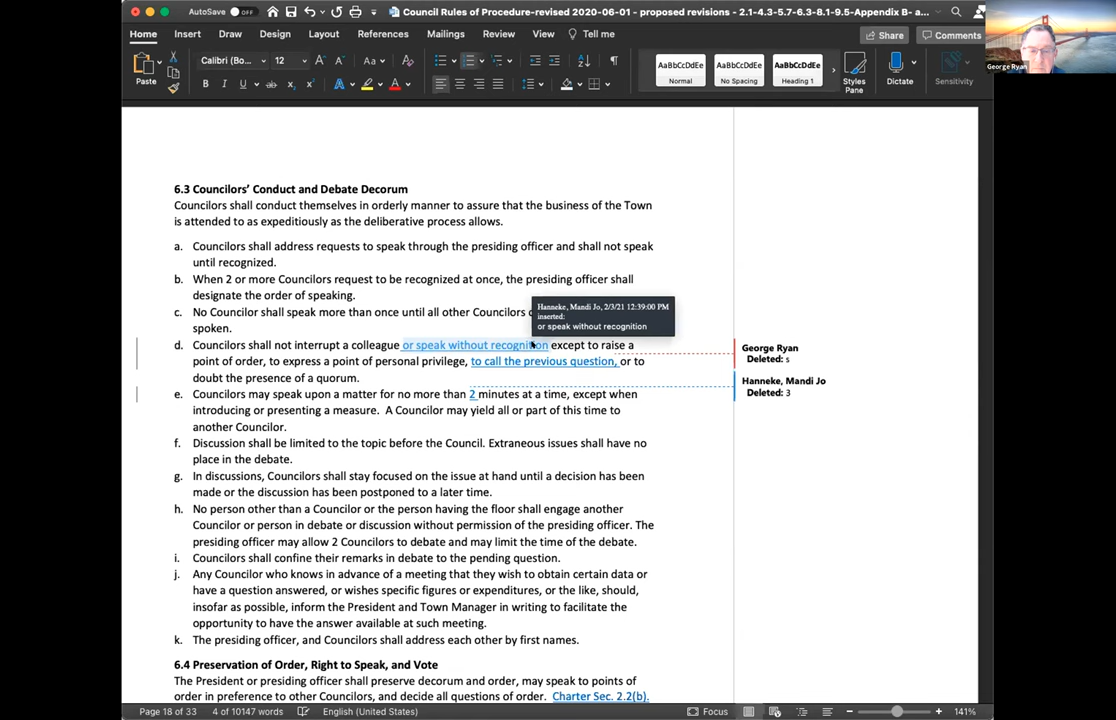 AutoSave OFF
Council Rules of Procedure-revised 2020-06-01 - proposed revisions - 2.1-4.3-5.7-6.3-8.1-9.5-Appendix B- a...
Home Insert Draw Design Layout References Mailings Review View Tell me
Share Comments
George Ryan
Paste
Calibri (Bo... 12
AaBbCcDdEe AaBbCcDdEe AaBbCcDdEe
Normal No Spacing Heading 1
Styles Pane
Dictate
Sensitivity
6.3 Councilors' Conduct and Debate Decorum
Councilors shall conduct themselves in orderly manner to assure that the business of the Town
is attended to as expeditiously as the deliberative process allows.
a. Councilors shall address requests to speak through the presiding officer and shall not speak
until recognized.
b. When 2 or more Councilors request to be recognized at once, the presiding officer shall
designate the order of speaking.
c. No Councilor shall speak more than once until all other Councilors
spoken.
Hanneke, Mandi Jo, 2/3/21 12:39:00 PM
inserted:
or speak without recognition
d. Councilors shall not interrupt a colleague or speak without recognition except to raise a
point of order, to express a point of personal privilege, to call the previous question, or to
doubt the presence of a quorum.
e. Councilors may speak upon a matter for no more than 2 minutes at a time, except when
introducing or presenting a measure. A Councilor may yield all or part of this time to
another Councilor.
f. Discussion shall be limited to the topic before the Council. Extraneous issues shall have no
place in the debate.
g. In discussions, Councilors shall stay focused on the issue at hand until a decision has been
made or the discussion has been postponed to a later time.
h. No person other than a Councilor or the person having the floor shall engage another
Councilor or person in debate or discussion without permission of the presiding officer. The
presiding officer may allow 2 Councilors to debate and may limit the time of the debate.
i. Councilors shall confine their remarks in debate to the pending question.
j. Any Councilor who knows in advance of a meeting that they wish to obtain certain data or
have a question answered, or wishes specific figures or expenditures, or the like, should,
insofar as possible, inform the President and Town Manager in writing to facilitate the
opportunity to have the answer available at such meeting.
k. The presiding officer, and Councilors shall address each other by first names.
6.4 Preservation of Order, Right to Speak, and Vote
The President or presiding officer shall preserve decorum and order, may speak to points of
order in preference to other Councilors, and decide all questions of order. Charter Sec. 2.2(b).
George Ryan
Deleted: s
Hanneke, Mandi Jo
Deleted: 3
Page 18 of 33 4 of 10147 words English (United States) Focus 141%